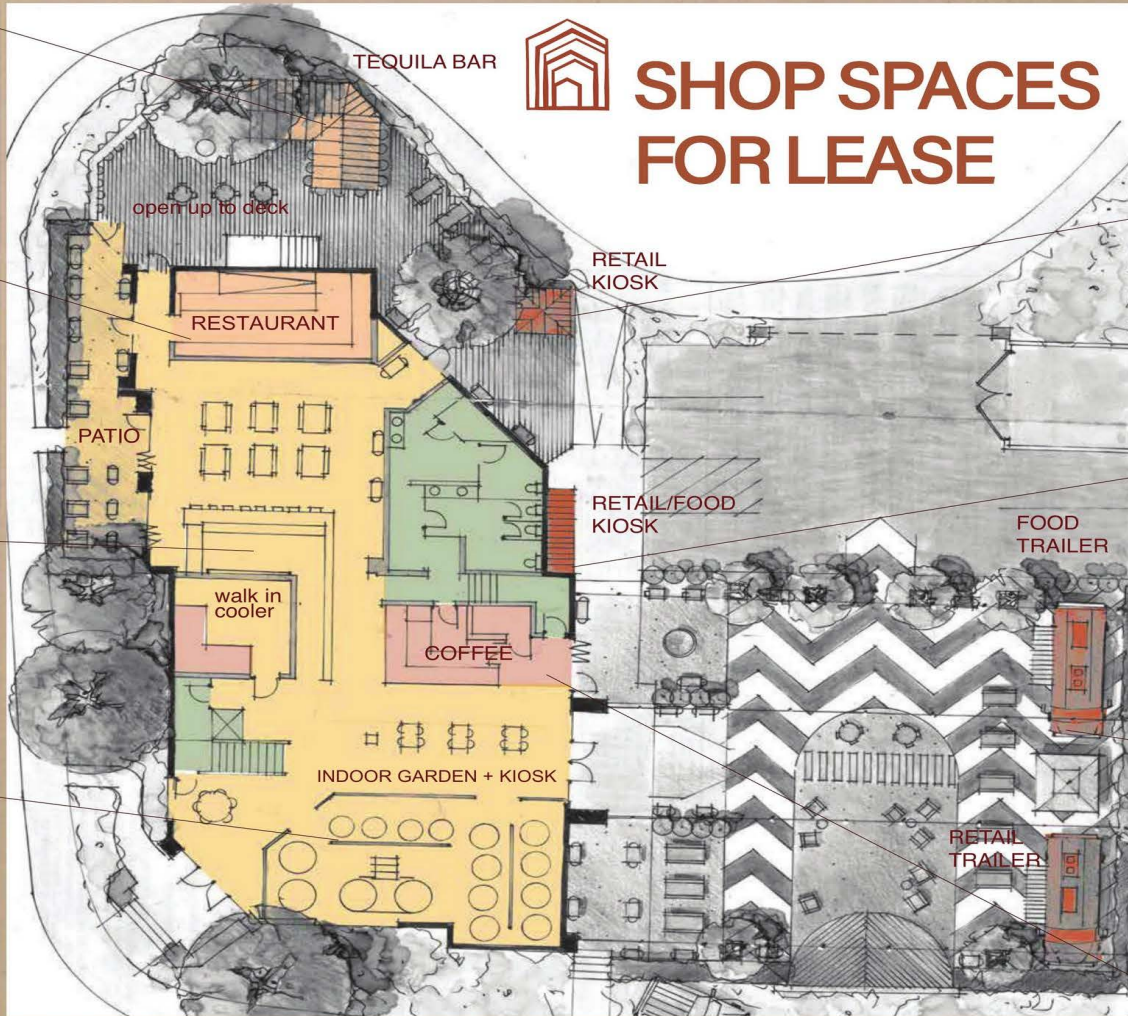 TEQUILA BAR
SHOP SPACES
FOR LEASE
open up to deck
RETAIL
KIOSK
RESTAURANT
PATIO
RETAIL/FOOD
KIOSK
FOOD
TRAILER
walk in
cooler
COFFEE
INDOOR GARDEN + KIOSK
RETAIL
TRAILER